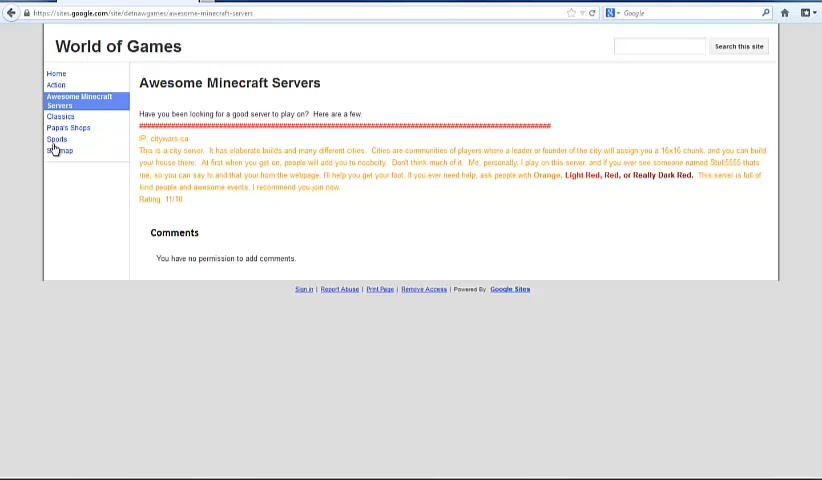 https://sites.google.com/site/detnawgames/awesome-minecraft-servers
Google
World of Games
Search this site
Home
Action
Awesome Minecraft
Servers
Classics
Papa's Shops
Sports
Awesome Minecraft Servers
Have you been looking for a good server to play on? Here are a few.
IP: citywars.ca
This is a city server. It has elaborate builds and many different cities. Cities are communities of players where a leader or founder of the city will assign you a 16x16 chunk, and you can build
your house there. At first when you get on, people will add you to noobcity. Don't think much of it. Me, personally, I play on this server, and if you ever see someone named Stuff5555 thats
me, so you can say hi and that your from the webpage, I'll help you get your foot. If you ever need help, ask people with Orange, Light Red, Red, or Really Dark Red. This server is full of
kind people and awesome events, I recommend you join now.
Rating: 11/10
Comments
You have no permission to add comments.
Sign in | Report Abuse | Print Page | Remove Access | Powered By Google Sites